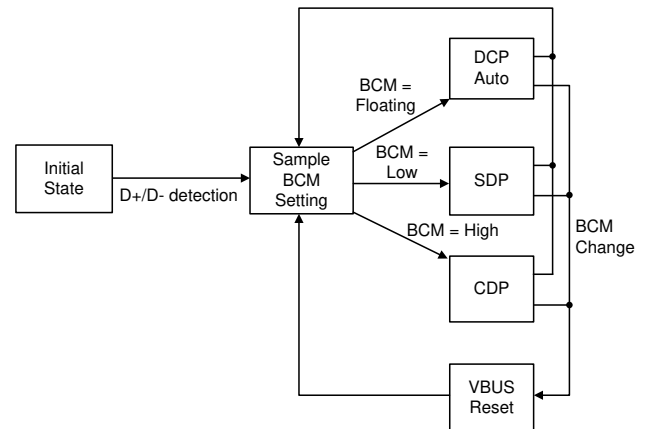 DCP
Auto
BCM =
Floating
Initial
State
D+/D- detection
Sample
BCM
Setting
BCM =
Low
SDP
BCM = High
BCM
Change
CDP
VBUS
Reset